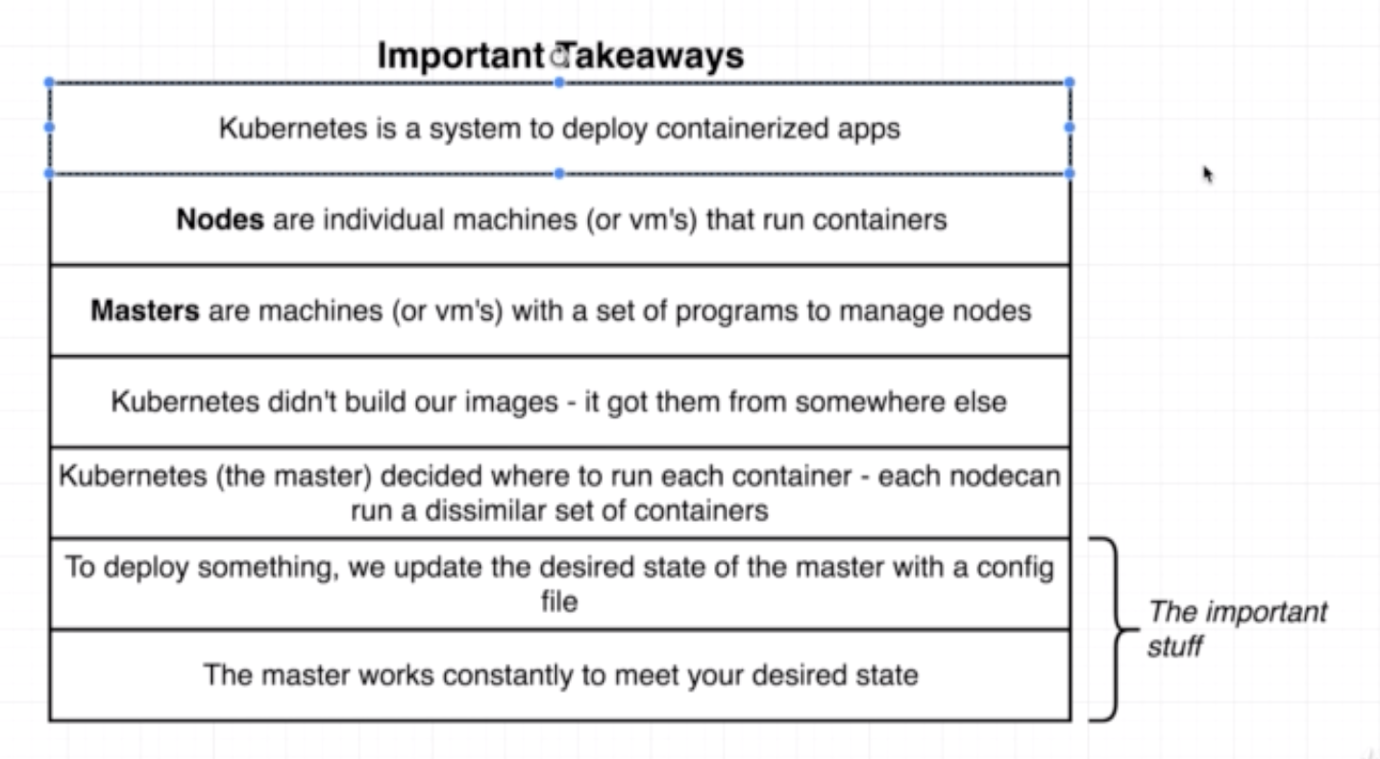 Important Takeaways
Kubernetes is a system to deploy containerized apps
Nodes are individual machines (or vm's) that run containers
Masters are machines (or vm's) with a set of programs to manage nodes
Kubernetes didn't build our images - it got them from somewhere else
Kubernetes (the master) decided where to run each container - each nodecan
run a dissimilar set of containers
To deploy something, we update the desired state of the master with a config
file
The important
stuff
The master works constantly to meet your desired state